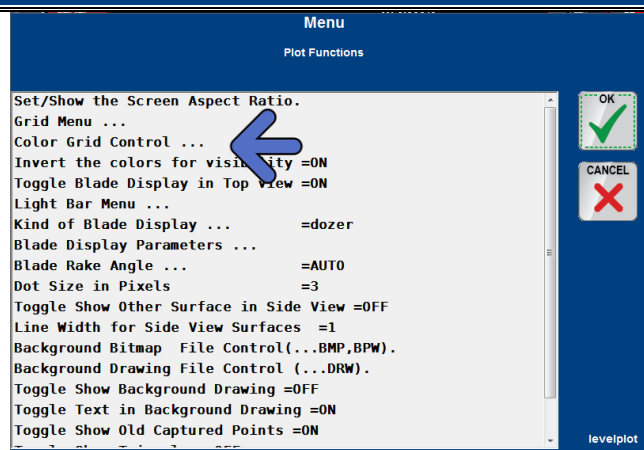 Menu
Plot Functions
Set/Show the Screen Aspect Ratio.
Grid Menu ...
Color Grid Control ...
Invert the colors for visibility =ON
Toggle Blade Display in Top View =ON
Light Bar Menu ...
Kind of Blade Display ... =dozer
Blade Display Parameters ...
Blade Rake Angle ... =AUTO
Dot Size in Pixels =3
Toggle Show Other Surface in Side View =OFF
Line Width for Side View Surfaces =1
Background Bitmap File Control(...BMP,BPW).
Background Drawing File Control (...DRW).
Toggle Show Background Drawing =OFF
Toggle Text in Background Drawing =ON
Toggle Show Old Captured Points =ON
OK
CANCEL
levelplot